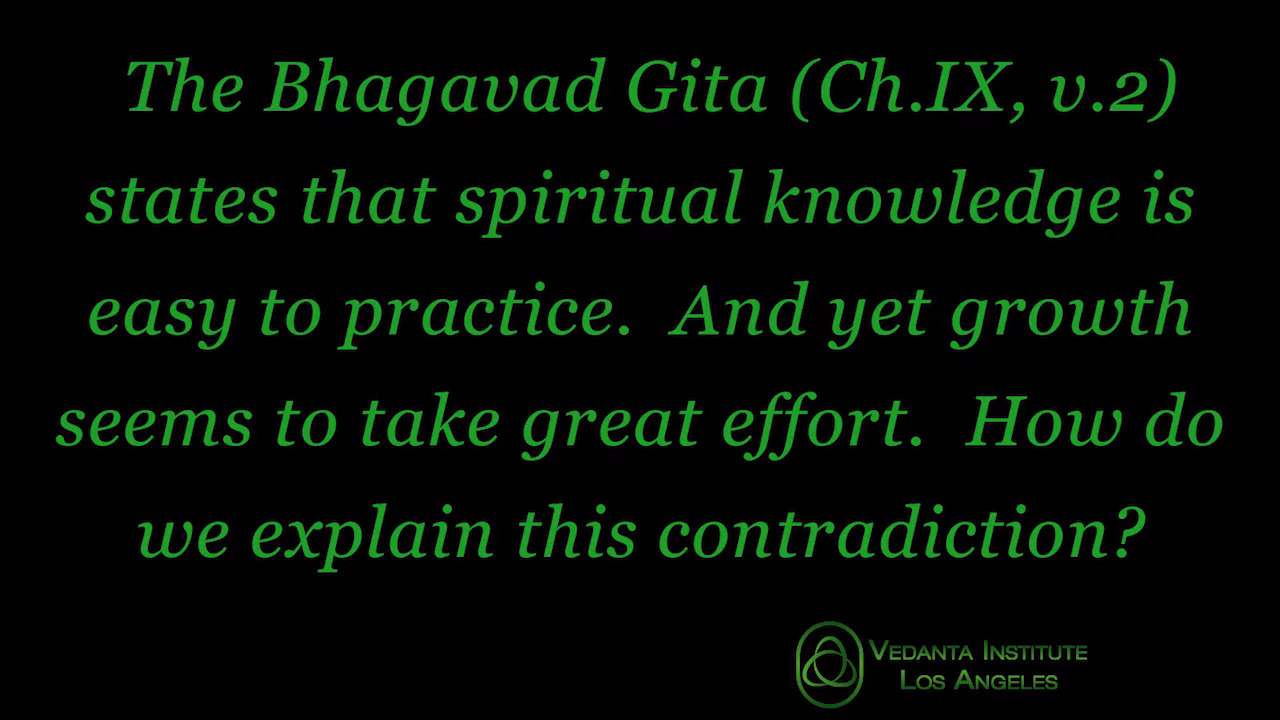 The Bhagavad Gita (Ch.IX, v.2)
states that spiritual knowledge is
easy to practice.  And yet growth
seems to take great effort.  How do
we explain this contradiction?
VEDANTA INSTITUTE
LOS ANGELES